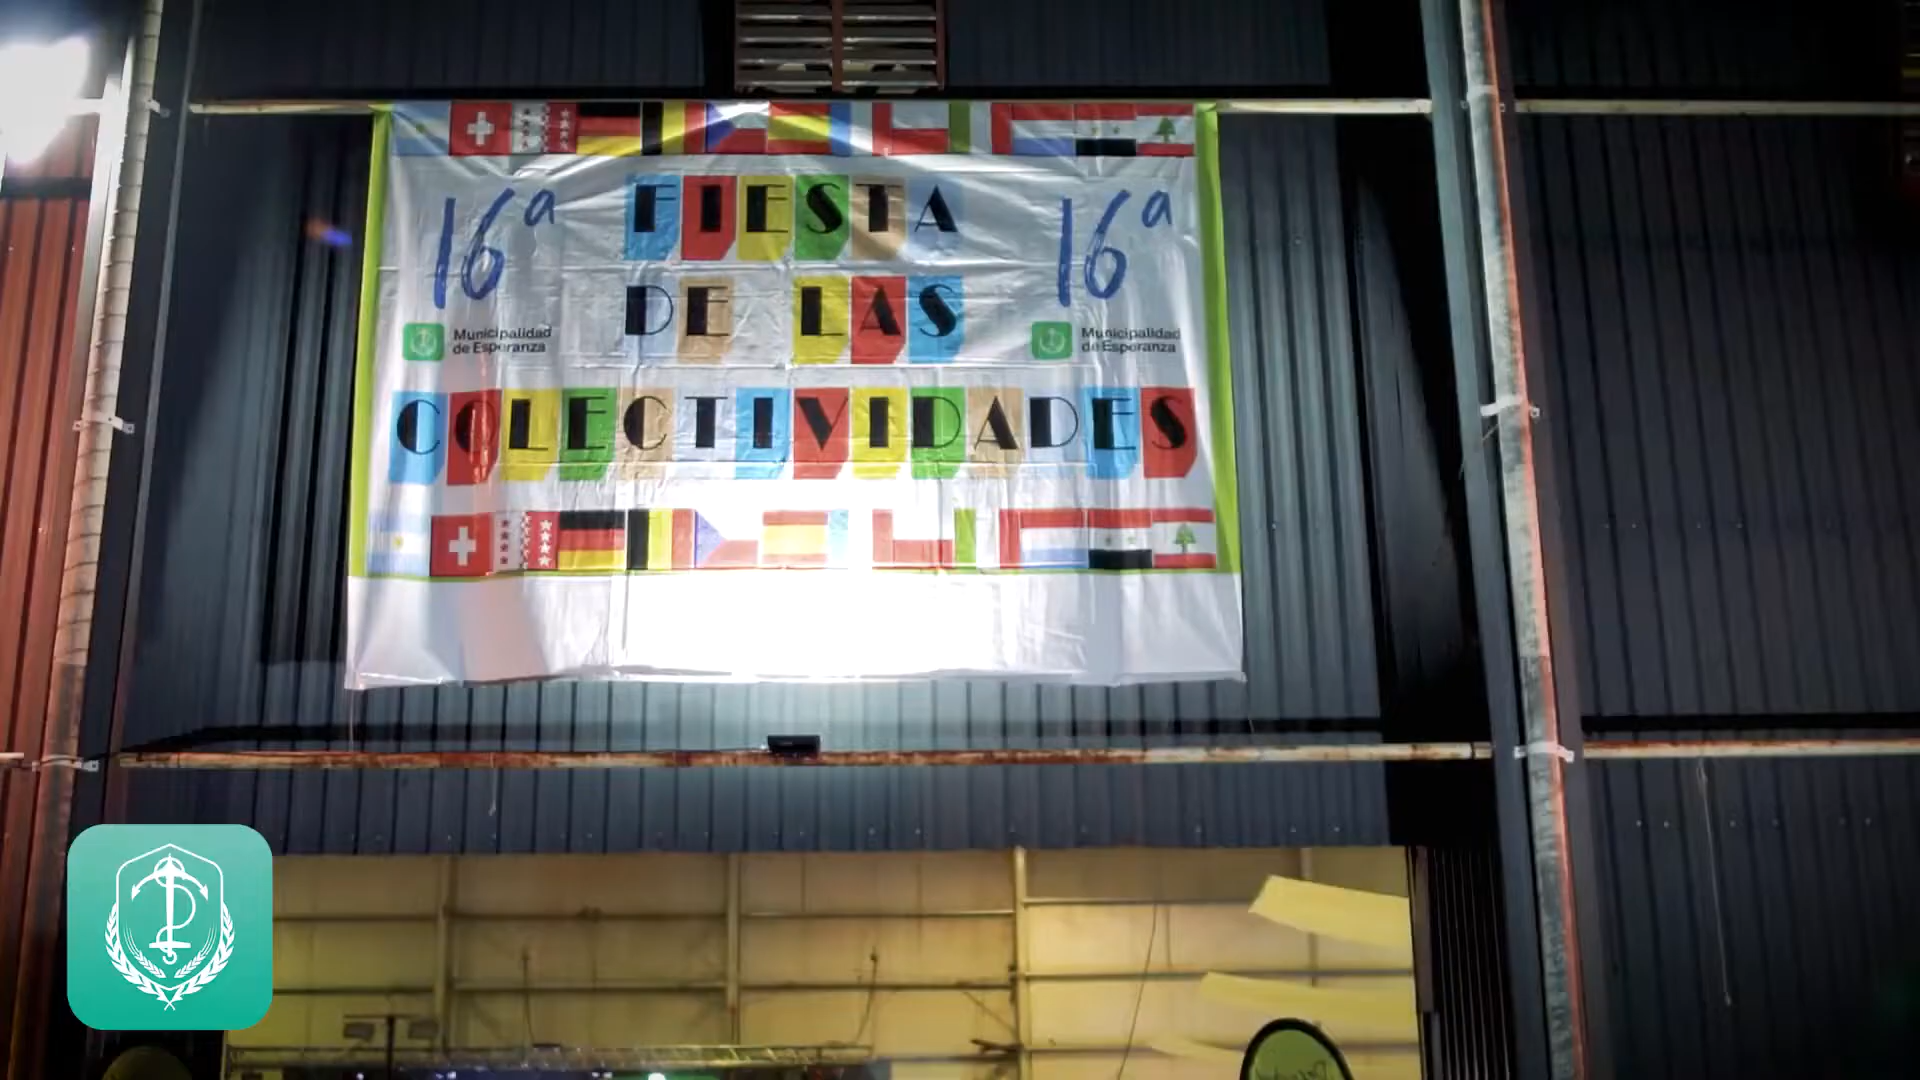 16ª
FIESTA
DE LAS
COLECTIVIDADES
16ª
Municipalidad
de Esperanza
Municipalidad
de Esperanza